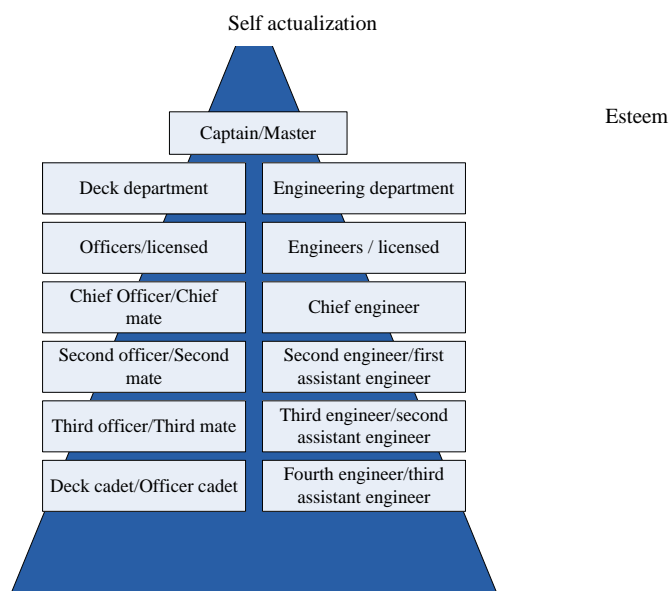 Self actualization
Esteem
Captain/Master
Deck department
Engineering department
Officers/licensed
Engineers / licensed
Chief Officer/Chief
mate
Chief engineer
Second officer/Second
mate
Second engineer/first
assistant engineer
Third officer/Third mate
Third engineer/second
assistant engineer
Deck cadet/Officer cadet
Fourth engineer/third
assistant engineer